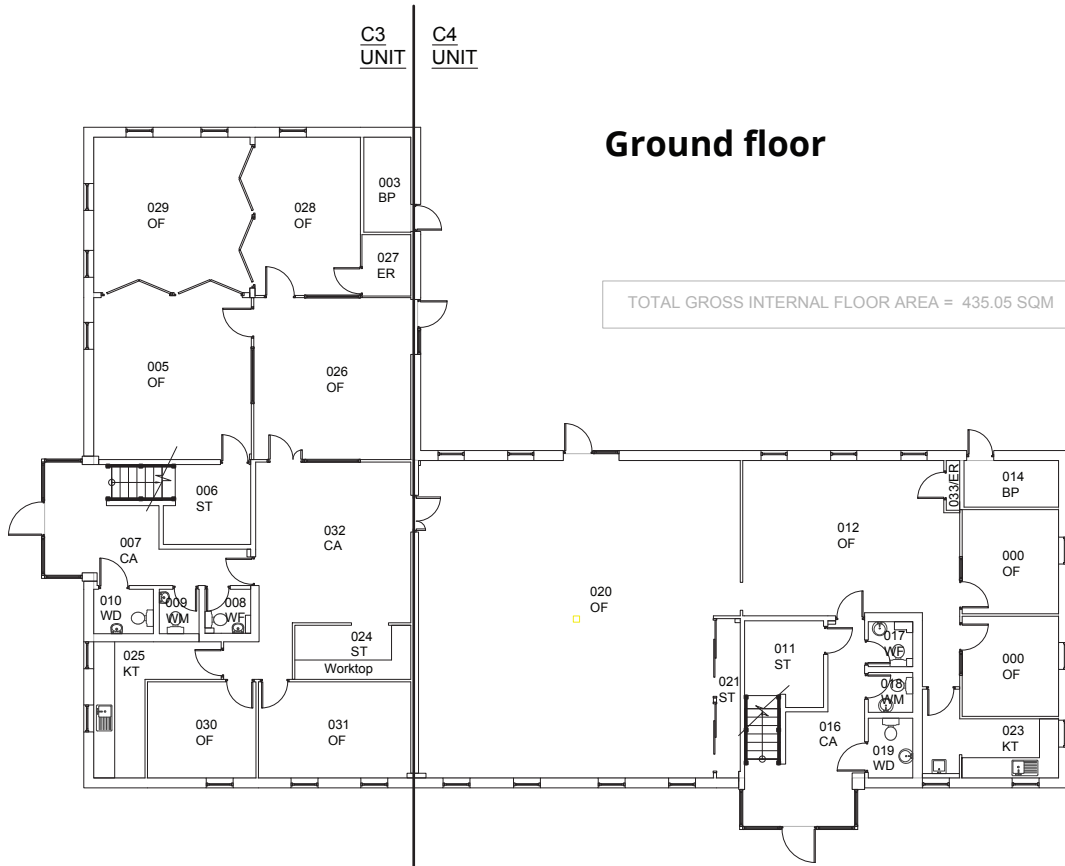 C3
UNIT
C4
UNIT
Ground floor
003
BP
029
OF
028
OF
027
ER
TOTAL GROSS INTERNAL FLOOR AREA = 435.05 SQM
005
OF
026
OF
006
ST
033/ER
014
BP
032
CA
012
OF
007
CA
000
OF
020
OF
010
WD
009
WM
008
WF
024
ST
Worktop
025
KT
011
ST
017
WF
000
OF
021
ST
018
WM
030
OF
031
OF
016
CA
023
KT
019
WD